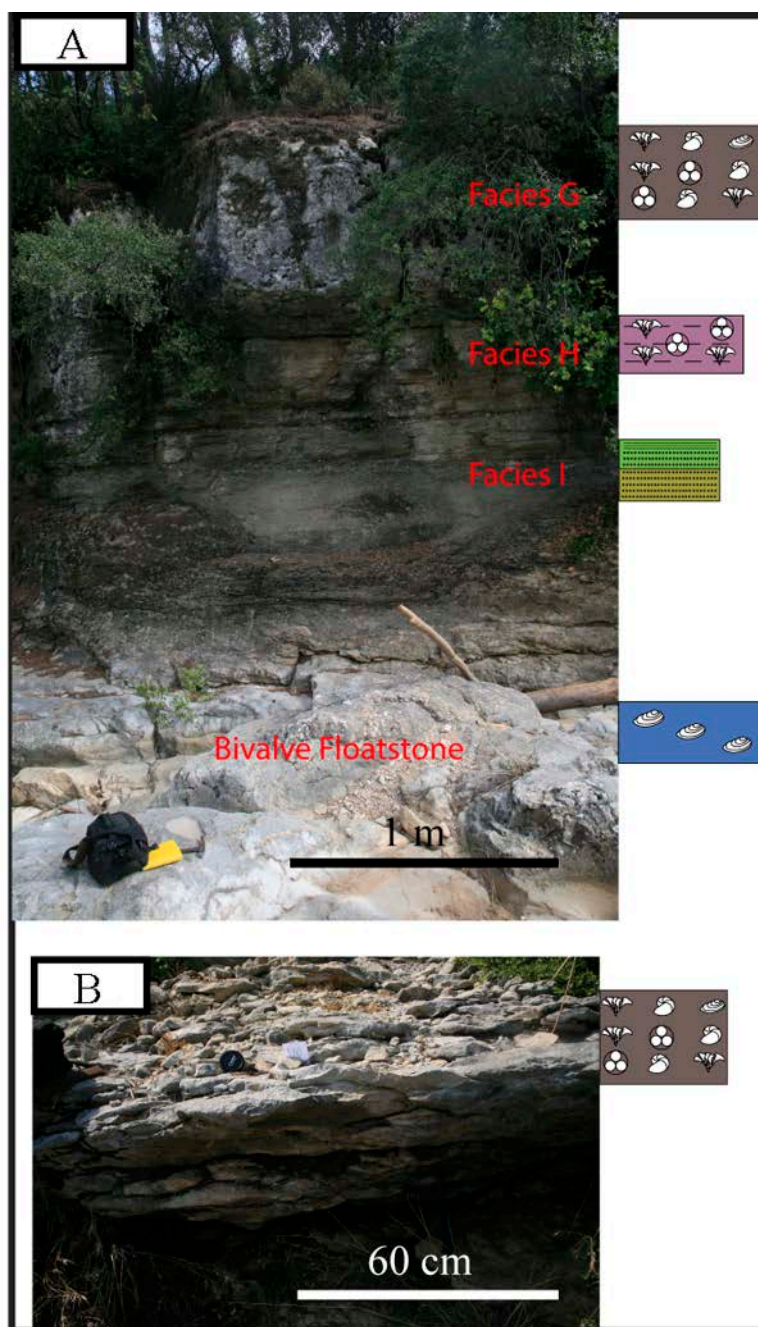 A
Facies G
Facies H
Facies I
Bivalve Floatstone
1 m
B
60 cm